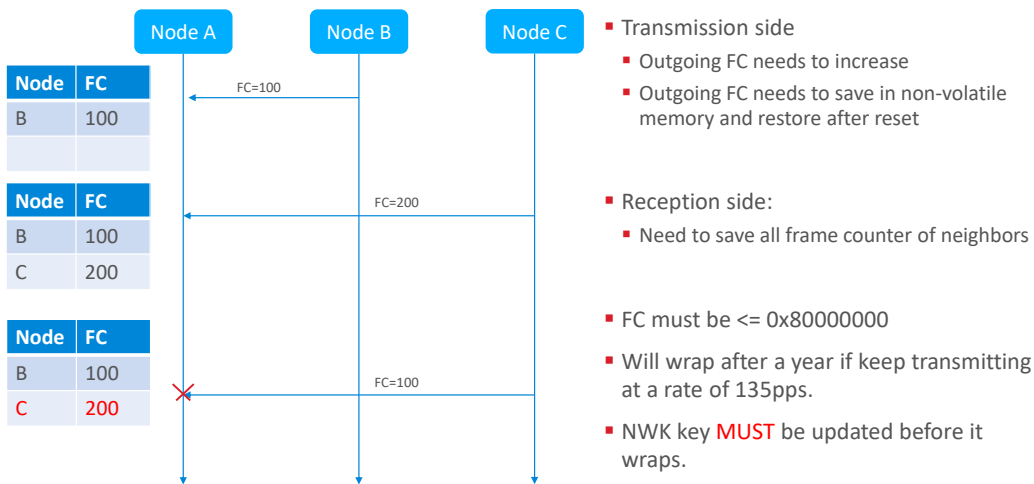 Node A
Node B
Node C
Node FC
B 100
FC=100
Node FC
B 100
C 200
FC=200
Node FC
B 100
C 200
FC=100
▪ Transmission side
▪ Outgoing FC needs to increase
▪ Outgoing FC needs to save in non-volatile
memory and restore after reset
▪ Reception side:
▪ Need to save all frame counter of neighbors
▪ FC must be <= 0x80000000
▪ Will wrap after a year if keep transmitting
at a rate of 135pps.
▪ NWK key MUST be updated before it
wraps.